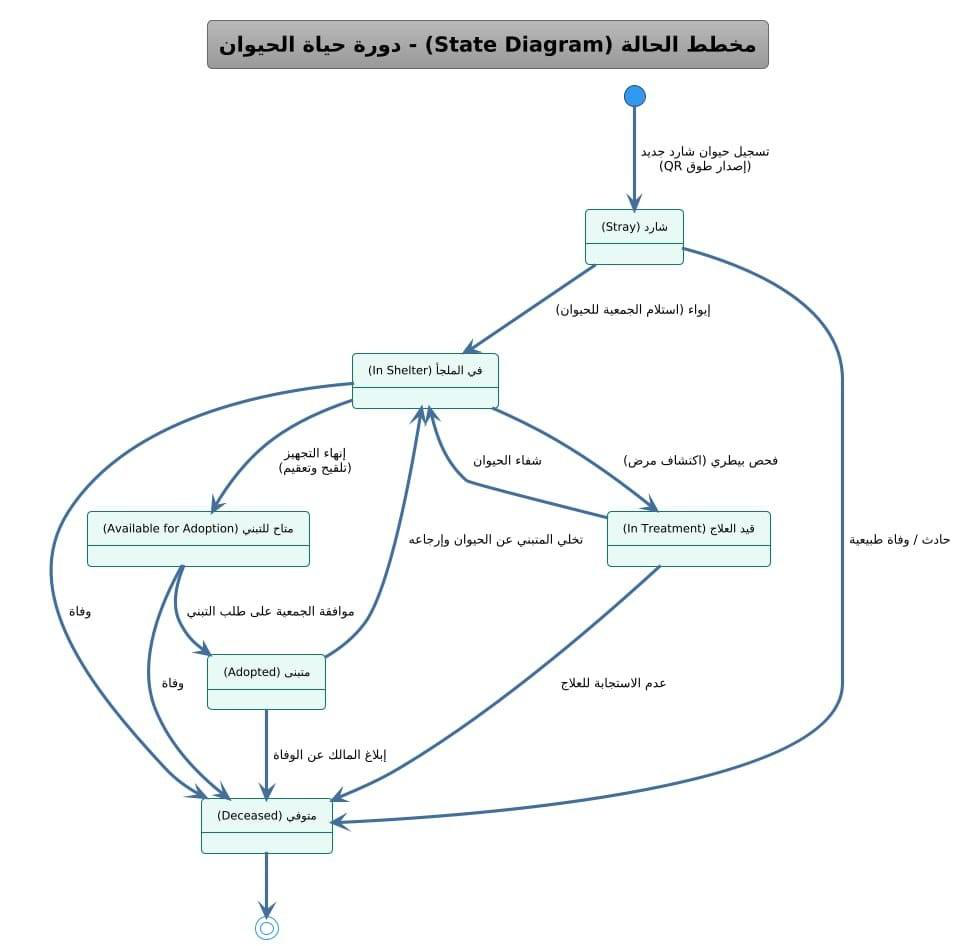 مخطط الحالة (State Diagram) - دورة حياة الحيوان
تسجيل حيوان شارد جديد
(إصدار طوق QR)
شارد (Stray)
إيواء (استلام الجمعية للحيوان)
في الملجأ (In Shelter)
إنهاء التجهيز
(تلقيح وتعقيم)
شفاء الحيوان
فحص بيطري (اكتشاف مرض)
متاح للتبني (Available for Adoption)
تخلي المتبني عن الحيوان وإرجاعه
قيد العلاج (In Treatment)
حادث / وفاة طبيعية
وفاة
موافقة الجمعية على طلب التبني
متبنى (Adopted)
وفاة
عدم الاستجابة للعلاج
إبلاغ المالك عن الوفاة
متوفي (Deceased)